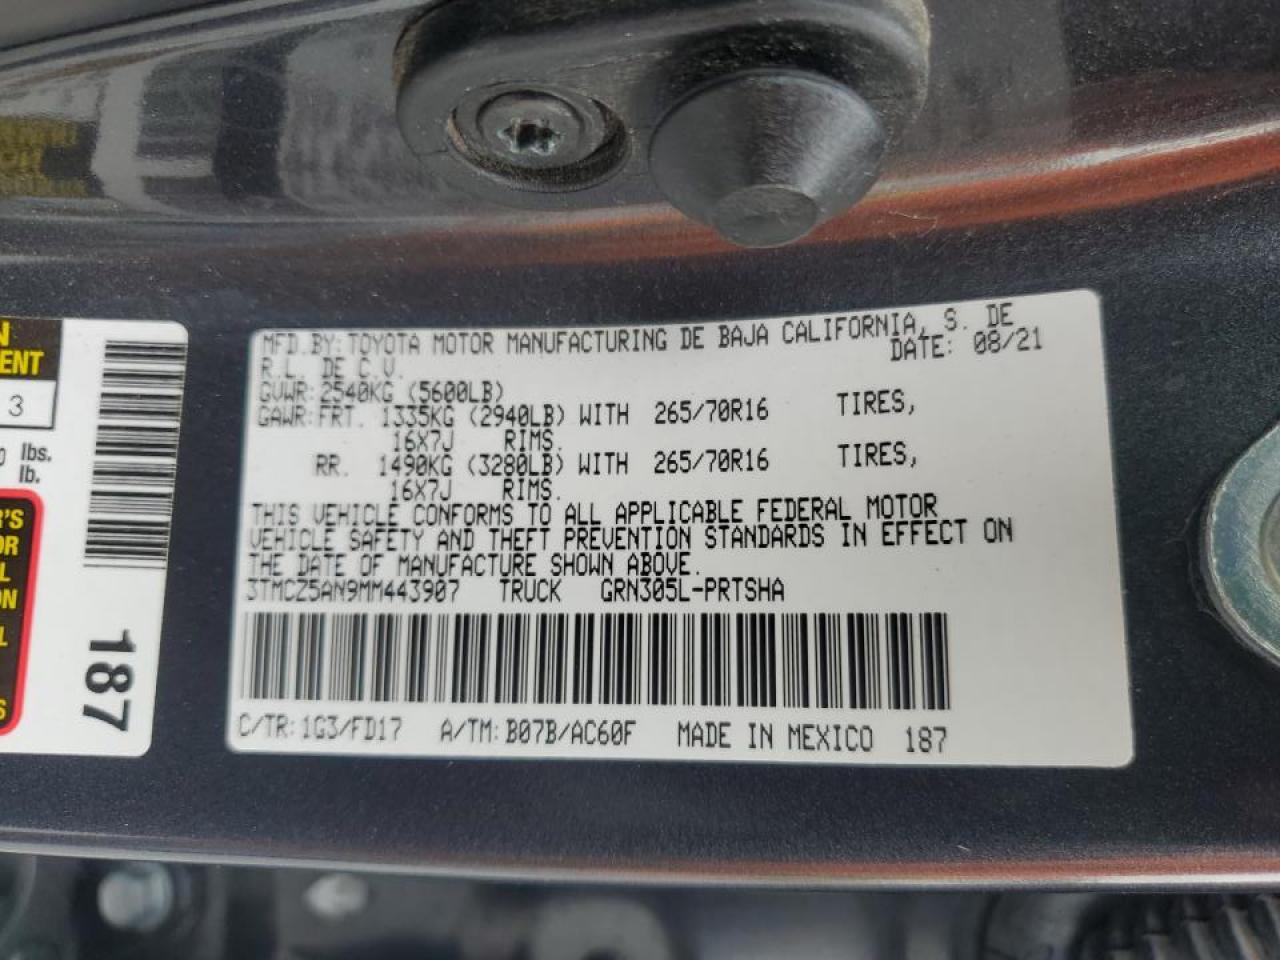 MFD.BY: TOYOTA MOTOR MANUFACTURING DE BAJA CALIFORNIA, S. DE
R.L. DE C.V. DATE: 08/21
GVWR: 2540KG (5600LB)
GAWR: FRT. 1335KG (2940LB) WITH 265/70R16 TIRES,
16X7J RIMS.
RR. 1490KG (3280LB) WITH 265/70R16 TIRES,
16X7J RIMS.
THIS VEHICLE CONFORMS TO ALL APPLICABLE FEDERAL MOTOR
VEHICLE SAFETY AND THEFT PREVENTION STANDARDS IN EFFECT ON
THE DATE OF MANUFACTURE SHOWN ABOVE.
3TMCZ5AN9MM443907 TRUCK GRN305L-PRTSHA
C/TR: 1G3/FD17 A/TM: B07B/AC60F MADE IN MEXICO 187
3
lbs.
lb.
187